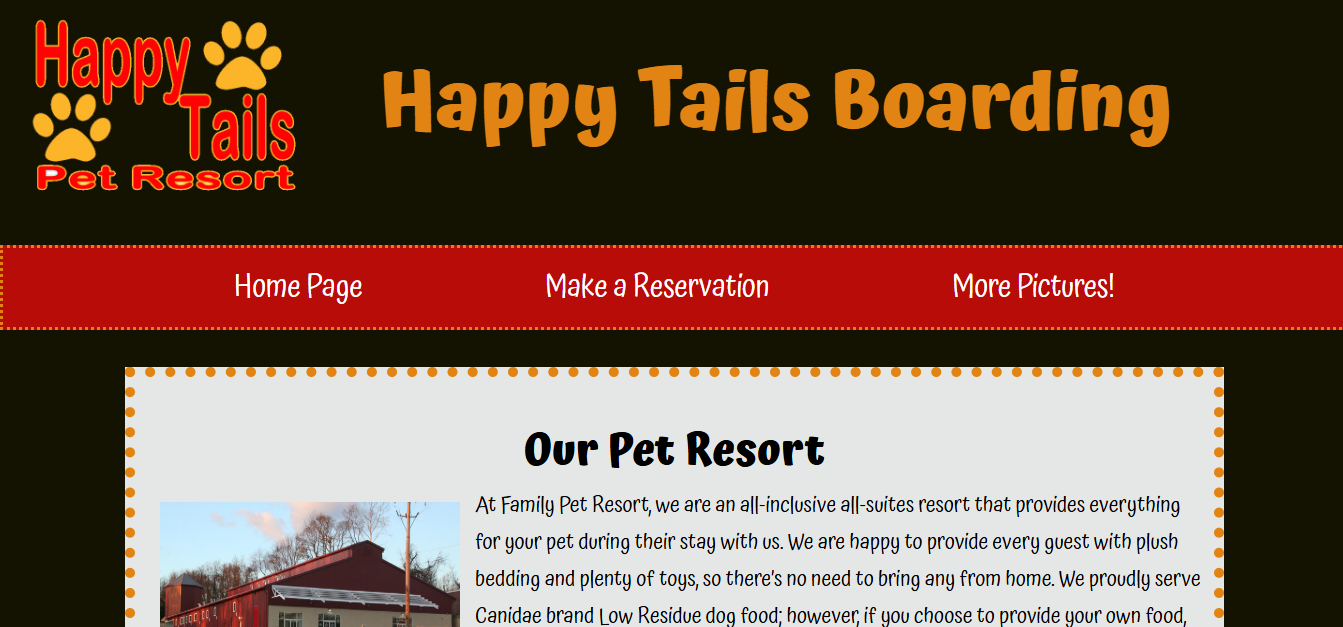 Happy
Tails
Pet Resort
Happy Tails Boarding
Home Page
Make a Reservation
More Pictures!
Our Pet Resort
At Family Pet Resort, we are an all-inclusive all-suites resort that provides everything
for your pet during their stay with us. We are happy to provide every guest with plush
bedding and plenty of toys, so there's no need to bring any from home. We proudly serve
Canidae brand Low Residue dog food; however, if you choose to provide your own food,